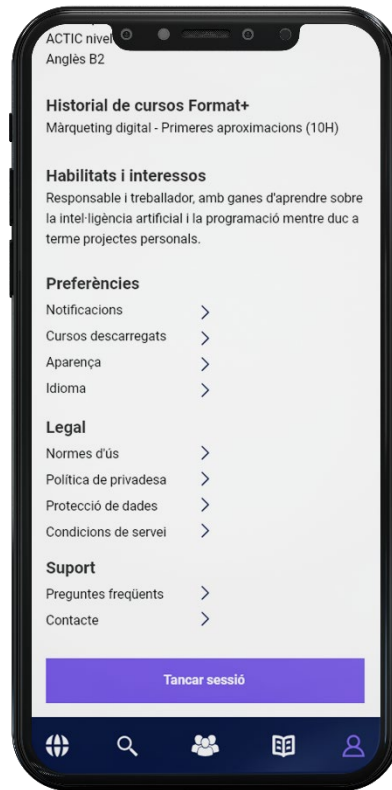 ACTIC nivel
Anglès B2
Historial de cursos Format+
Màrqueting digital - Primeres aproximacions (10H)
Habilitats i interessos
Responsable i treballador, amb ganes d'aprendre sobre
la intel·ligència artificial i la programació mentre duc a
terme projectes personals.
Preferències
Notificacions
Cursos descarregats
Aparença
Idioma
Legal
Normes d'ús
Política de privadesa
Protecció de dades
Condicions de servei
Suport
Preguntes freqüents
Contacte
Tancar sessió